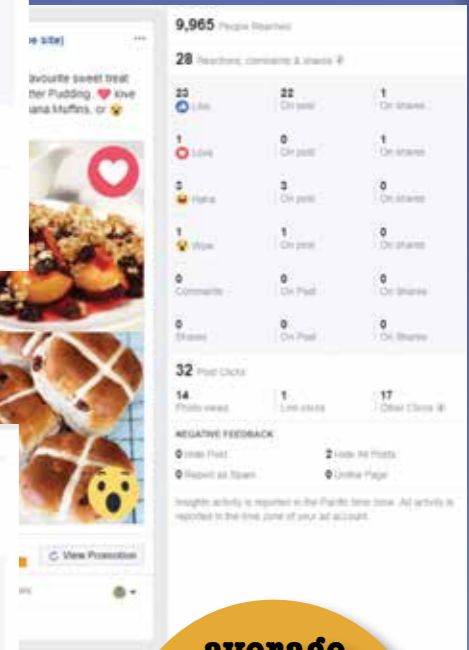 e site)
avourite sweet treat
tter Pudding. love
ana Muffins, or
View Promotion
9,965 People Reached
28 Reactions, comments & shares
23 22 1
Like On post On shares
1 0 1
Love On post On shares
3 3 0
Haha On post On shares
1 1 0
Wow On post On shares
0 0 0
Comments On Post On Shares
0 0 0
Shares On Post On Shares
32 Post Clicks
14 1 17
Photo views Link clicks Other Clicks
NEGATIVE FEEDBACK
0 Hide Post 2 Hide All Posts
0 Report as Spam 0 Unlike Page
Insights activity is reported in the Pacific time zone. Ad activity is
reported in the time zone of your ad account.
average